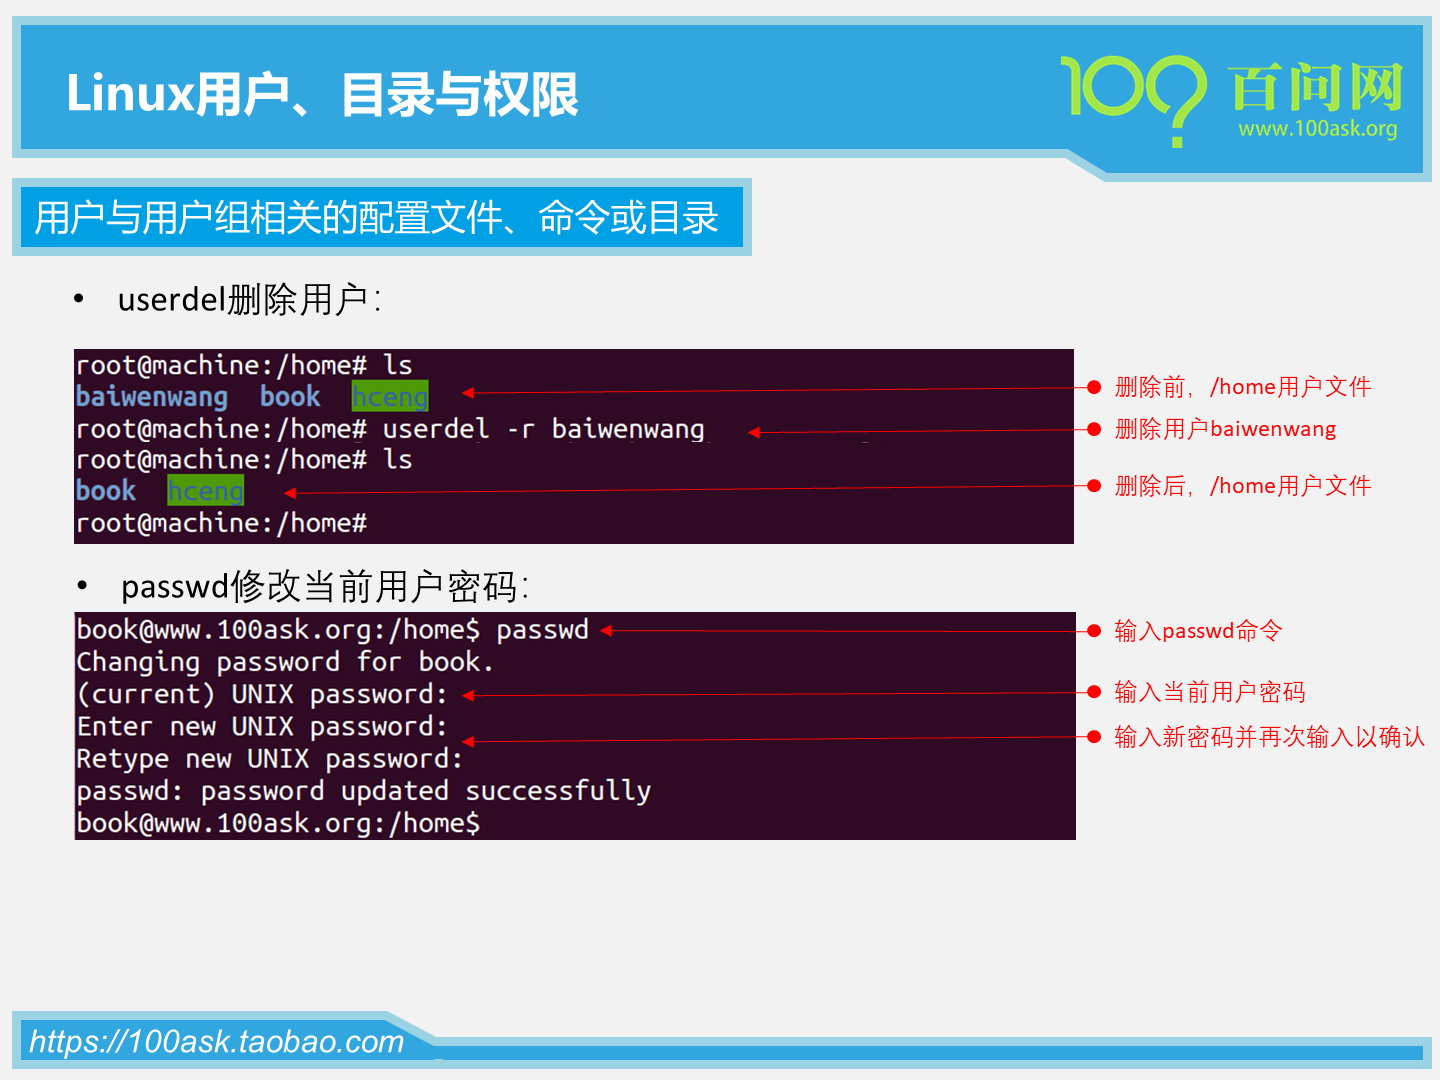 Linux用户、目录与权限
100? 百问网
www.100ask.org
用户与用户组相关的配置文件、命令或目录
• userdel删除用户：
root@machine:/home# ls
baiwenwang  book  hceng
删除前，/home用户文件
root@machine:/home# userdel -r baiwenwang
删除用户baiwenwang
root@machine:/home# ls
book  hceng
删除后，/home用户文件
root@machine:/home#
• passwd修改当前用户密码：
book@www.100ask.org:/home$ passwd
输入passwd命令
Changing password for book.
(current) UNIX password:
输入当前用户密码
Enter new UNIX password:
输入新密码并再次输入以确认
Retype new UNIX password:
passwd: password updated successfully
book@www.100ask.org:/home$
https://100ask.taobao.com